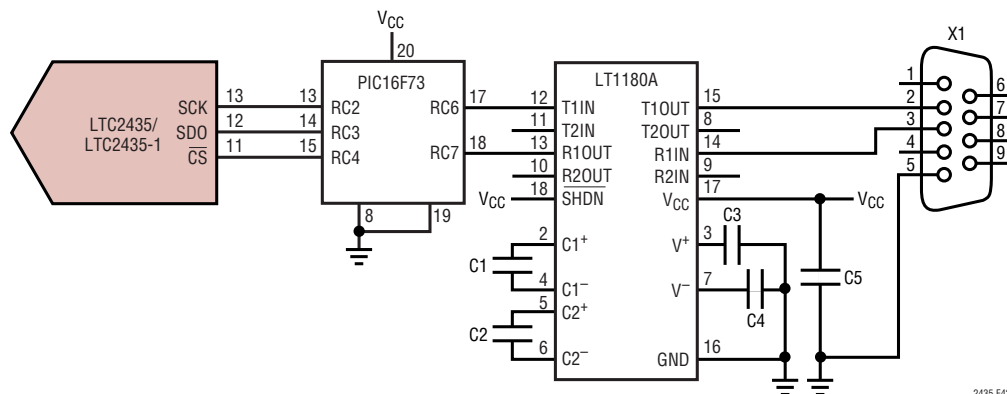 LTC2435/
LTC2435-1
SCK
SDO
CS
13
12
11
VCC
20
PIC16F73
13
14
15
RC2
RC3
RC4
RC6
RC7
17
18
8
19
LT1180A
12
11
13
10
18
VCC
T1IN
T2IN
R1OUT
R2OUT
SHDN
T1OUT
T2OUT
R1IN
R2IN
VCC
15
8
14
9
17
VCC
C1
2
4
C1+
C1–
C2
5
6
C2+
C2–
V+
V–
GND
3
7
16
C3
C4
C5
X1
1
2
3
4
5
6
7
8
9